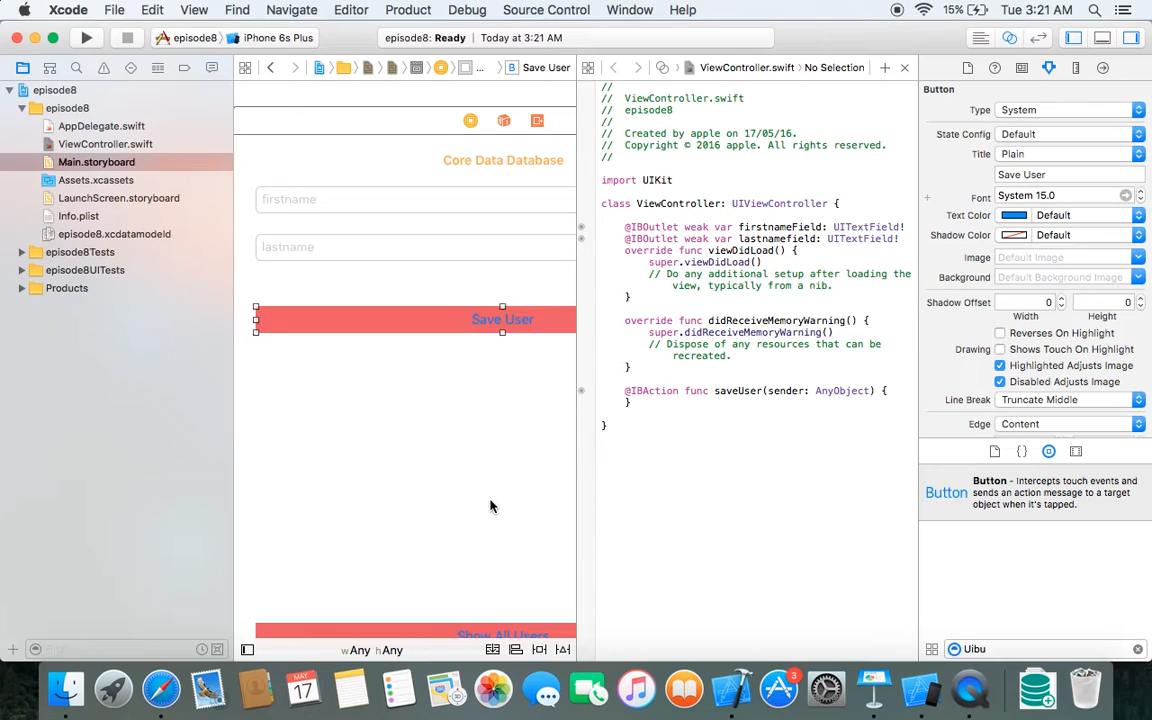 Xcode File Edit View Find Navigate Editor Product Debug Source Control Window Help 15% Tue 3:21 AM
episode8 iPhone 6s Plus episode8: Ready Today at 3:21 AM
... B Save User ViewController.swift No Selection
episode8
episode8
AppDelegate.swift
ViewController.swift
Main.storyboard
Assets.xcassets
LaunchScreen.storyboard
Info.plist
episode8.xcdatamodeld
episode8Tests
episode8UITests
Products
Core Data Database
firstname
lastname
Save User
Show All Users
wAny hAny
//
// ViewController.swift
// episode8
//
// Created by apple on 17/05/16.
// Copyright © 2016 apple. All rights reserved.
//
import UIKit
class ViewController: UIViewController {
@IBOutlet weak var firstnameField: UITextField!
@IBOutlet weak var lastnamefield: UITextField!
override func viewDidLoad() {
super.viewDidLoad()
// Do any additional setup after loading the
view, typically from a nib.
}
override func didReceiveMemoryWarning() {
super.didReceiveMemoryWarning()
// Dispose of any resources that can be
recreated.
}
@IBAction func saveUser(sender: AnyObject) {
}
}
Button
Type System
State Config Default
Title Plain
Save User
Font System 15.0
Text Color Default
Shadow Color Default
Image Default Image
Background Default Background Image
Shadow Offset 0 0
Width Height
Reverses On Highlight
Drawing Shows Touch On Highlight
Highlighted Adjusts Image
Disabled Adjusts Image
Line Break Truncate Middle
Edge Content
Button Button - Intercepts touch events and
sends an action message to a target
object when it's tapped.
Uibu
MAY
17
3